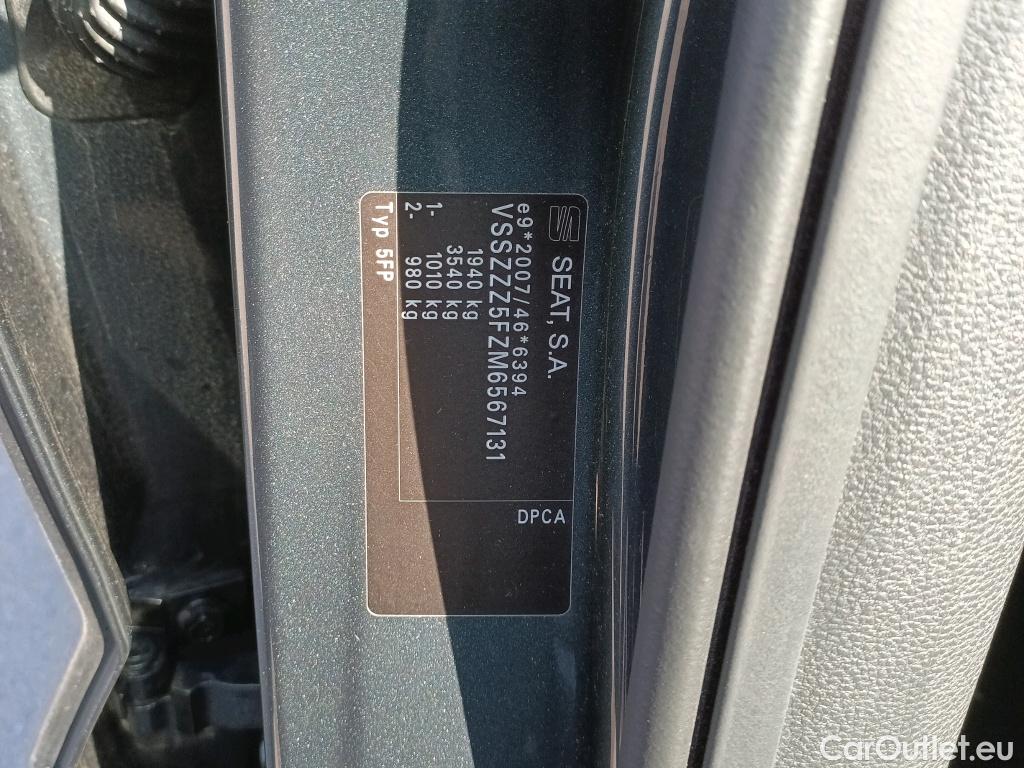 SEAT, S.A.
e9*2007/46*6394
VSSZZZ5FZM6567131
1940 kg
3540 kg
1- 1010 kg
2- 980 kg
Typ 5FP
DPCA
CarOutlet.eu